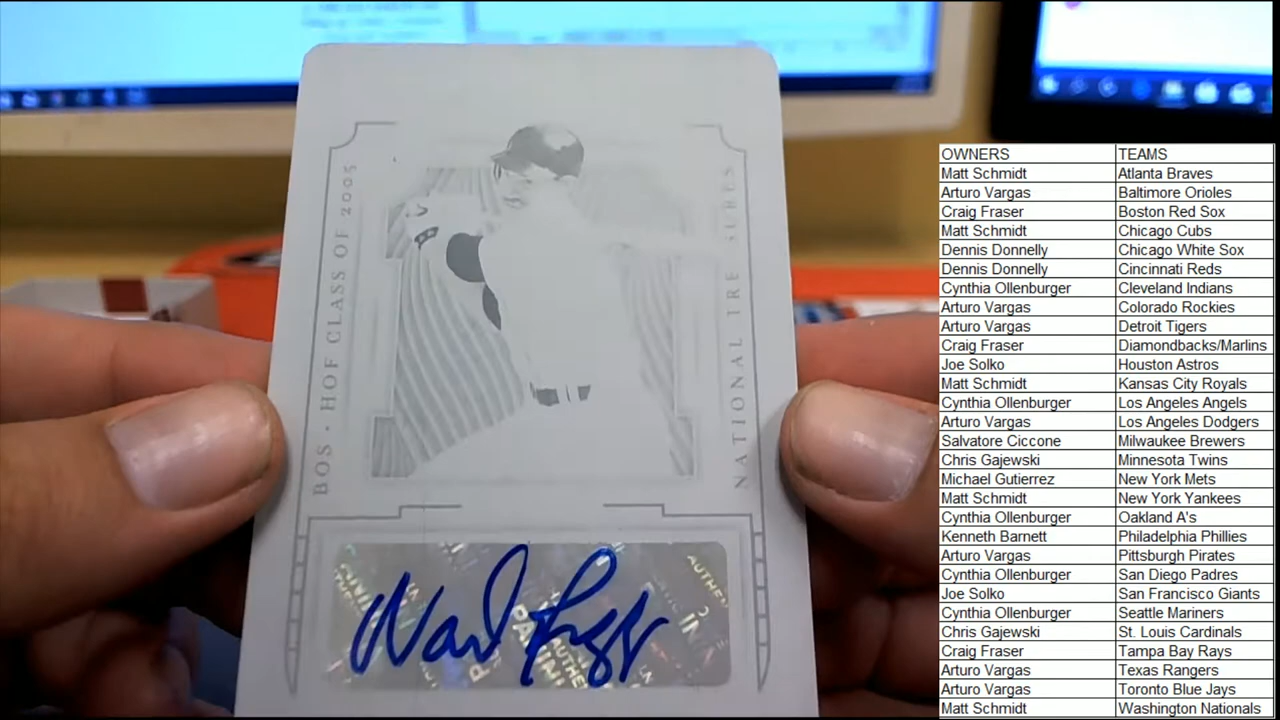 BOS · HOF CLASS OF 2005
NATIONAL TRE SURES
Wade Boggs
OWNERS TEAMS
Matt Schmidt Atlanta Braves
Arturo Vargas Baltimore Orioles
Craig Fraser Boston Red Sox
Matt Schmidt Chicago Cubs
Dennis Donnelly Chicago White Sox
Dennis Donnelly Cincinnati Reds
Cynthia Ollenburger Cleveland Indians
Arturo Vargas Colorado Rockies
Arturo Vargas Detroit Tigers
Craig Fraser Diamondbacks/Marlins
Joe Solko Houston Astros
Matt Schmidt Kansas City Royals
Cynthia Ollenburger Los Angeles Angels
Arturo Vargas Los Angeles Dodgers
Salvatore Ciccone Milwaukee Brewers
Chris Gajewski Minnesota Twins
Michael Gutierrez New York Mets
Matt Schmidt New York Yankees
Cynthia Ollenburger Oakland A's
Kenneth Barnett Philadelphia Phillies
Arturo Vargas Pittsburgh Pirates
Cynthia Ollenburger San Diego Padres
Joe Solko San Francisco Giants
Cynthia Ollenburger Seattle Mariners
Chris Gajewski St. Louis Cardinals
Craig Fraser Tampa Bay Rays
Arturo Vargas Texas Rangers
Arturo Vargas Toronto Blue Jays
Matt Schmidt Washington Nationals